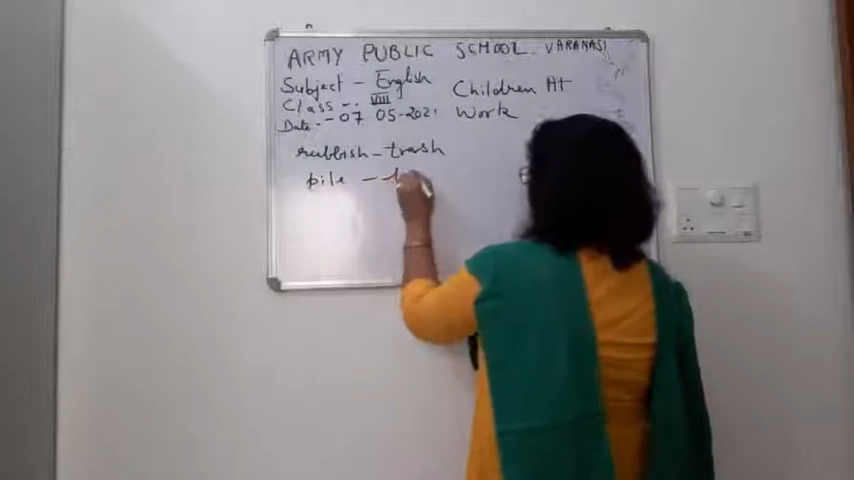 ARMY PUBLIC SCHOOL VARANASI
Subject - English
Class - VIII
Date - 07 05-2021
Children At
Work
rubbish - trash
pile -